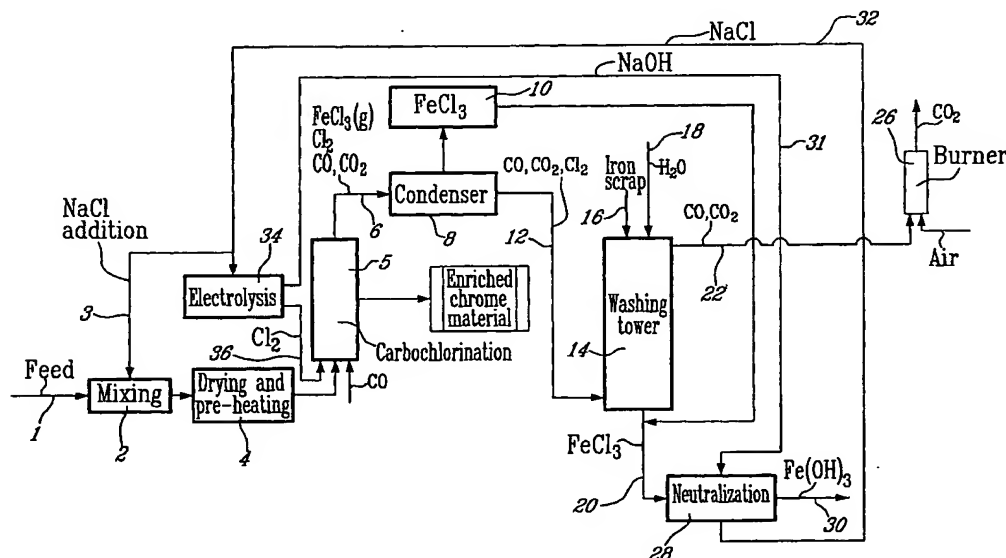 32
NaCl
NaOH
10
FeCl₃
FeCl₃(g)
Cl₂
CO, CO₂
18
H₂O
Iron
scrap
16
31
CO₂
26
Burner
Air
Condenser
8
6
CO, CO₂, Cl₂
12
CO, CO₂
22
NaCl
addition
3
34
Electrolysis
5
Enriched
chrome
material
Carbochlorination
Washing
tower
14
Cl₂
36
CO
Feed
1
Mixing
2
Drying and
pre-heating
4
FeCl₃
20
Neutralization
28
Fe(OH)₃
30